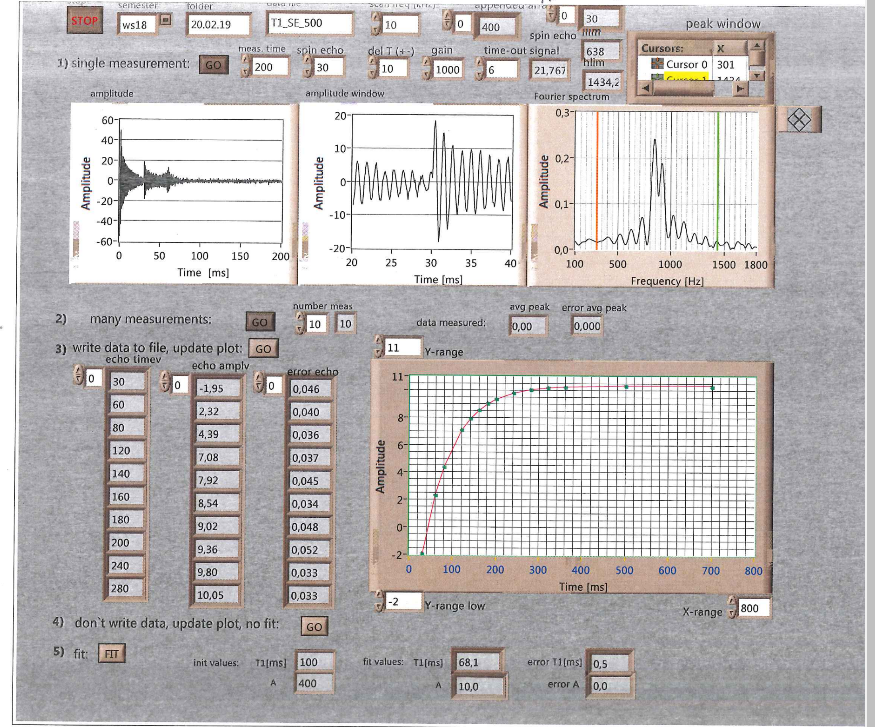 semester
folder
STOP
ws18
20.02.19
T1_SE_500
10
0
400
0
30
peak window
spin echo
638
hlim
1434,2
Cursors: X
Cursor 0 301
meas. time spin echo del T (+-) gain time-out signal
1) single measurement: GO 200 30 10 1000 6 21,767
amplitude
amplitude window
Fourier spectrum
Amplitude
60
40
20
0
-20
-40
-60
0 50 100 150 200
Time [ms]
Amplitude
20
10
0
-10
-20
20 25 30 35 40
Time [ms]
Amplitude
0,3
0,2
0,1
0,0
100 500 1000 1500 1800
Frequency [Hz]
number meas
avg peak error avg peak
2) many measurements: GO 10 10 data measured: 0,00 0,000
3) write data to file, update plot: GO
11 Y-range
echo timev echo amplv error echo
0 30 0 -1,95 0 0,046
60 2,32 0,040
80 4,39 0,036
120 7,08 0,037
140 7,92 0,045
160 8,54 0,034
180 9,02 0,048
200 9,36 0,052
240 9,80 0,033
280 10,05 0,033
Amplitude
11
8
6
4
2
0
-2
0 100 200 300 400 500 600 700 800
Time [ms]
-2 Y-range low
X-range 800
4) don`t write data, update plot, no fit: GO
5) fit: FIT
init values: T1[ms] 100 fit values: T1[ms] 68,1 error T1[ms] 0,5
A 400 A 10,0 error A 0,0